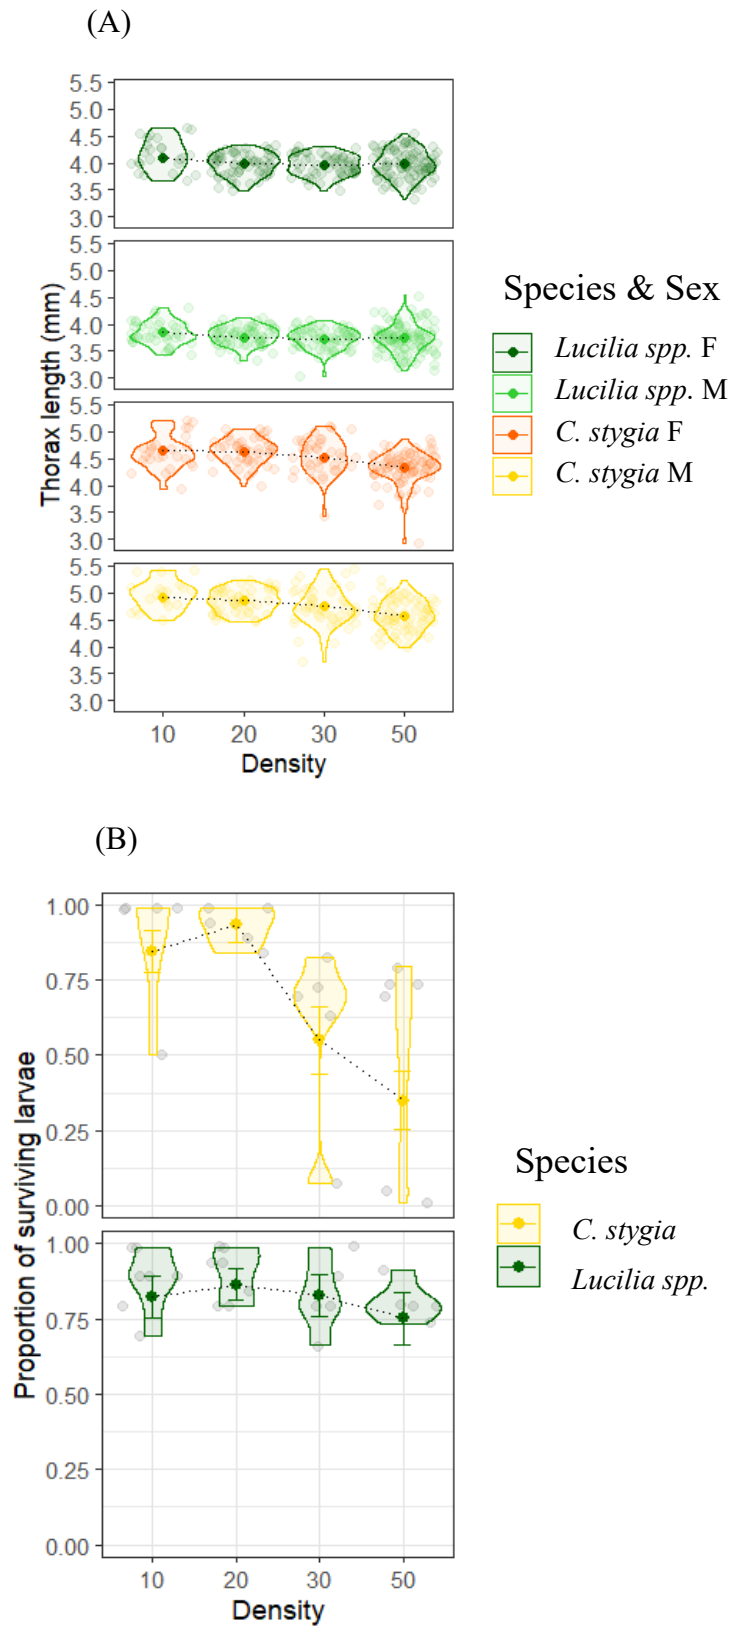 (A)
Thorax length (mm)
5.5
5.0
4.5
4.0
3.5
3.0
5.5
5.0
4.5
4.0
3.5
3.0
5.5
5.0
4.5
4.0
3.5
3.0
5.5
5.0
4.5
4.0
3.5
3.0
10 20 30 50
Density
Species & Sex
Lucilia spp. F
Lucilia spp. M
C. stygia F
C. stygia M
(B)
Proportion of surviving larvae
1.00
0.75
0.50
0.25
0.00
1.00
0.75
0.50
0.25
0.00
10 20 30 50
Density
Species
C. stygia
Lucilia spp.